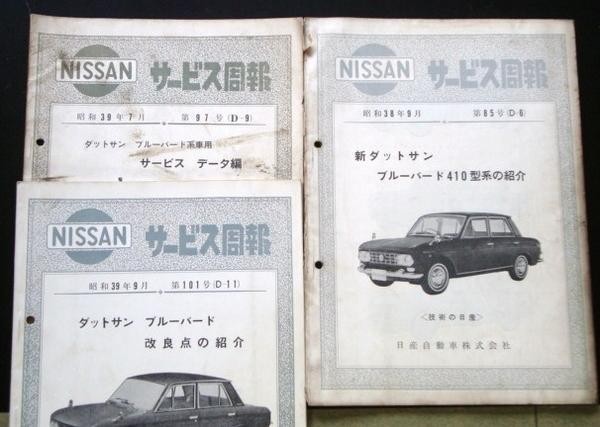 NISSAN サービス周報
昭和39年7月 第97号(D-9)
ダットサン ブルーバード系車用
サービス データ編
NISSAN サービス周報
昭和38年9月 第85号(D-6)
新ダットサン
ブルーバード410型系の紹介
<技術の日産>
日産自動車株式会社
NISSAN サービス周報
昭和39年9月 第101号(D-11)
ダットサン ブルーバード
改良点の紹介